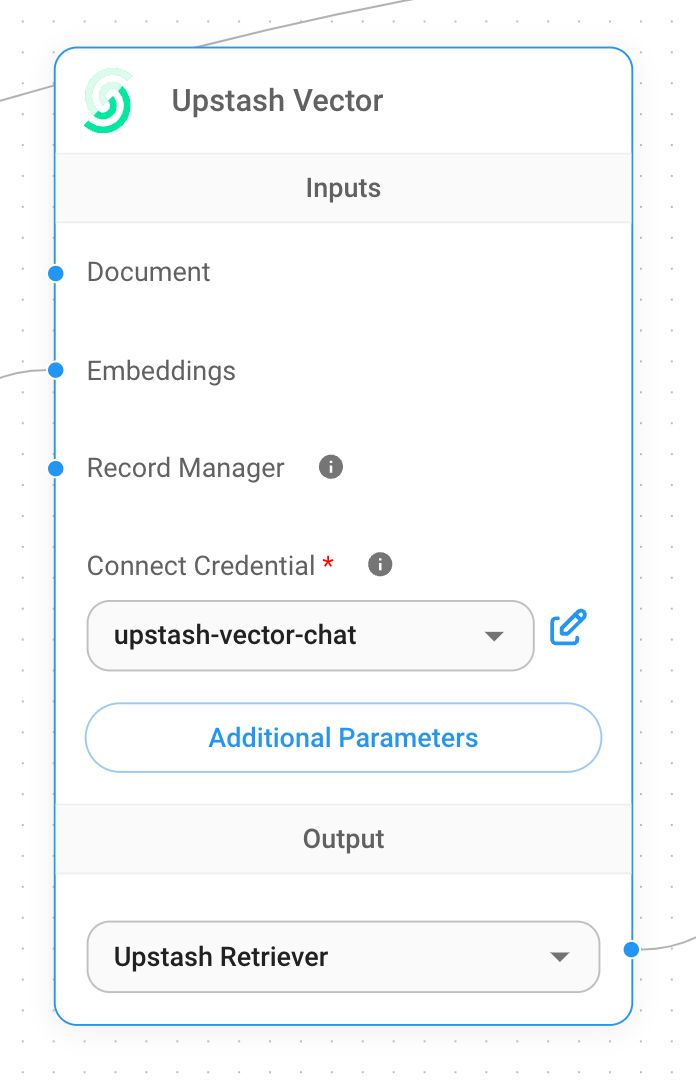 Upstash Vector
Inputs
Document
Embeddings
Record Manager
Connect Credential *
upstash-vector-chat
Additional Parameters
Output
Upstash Retriever